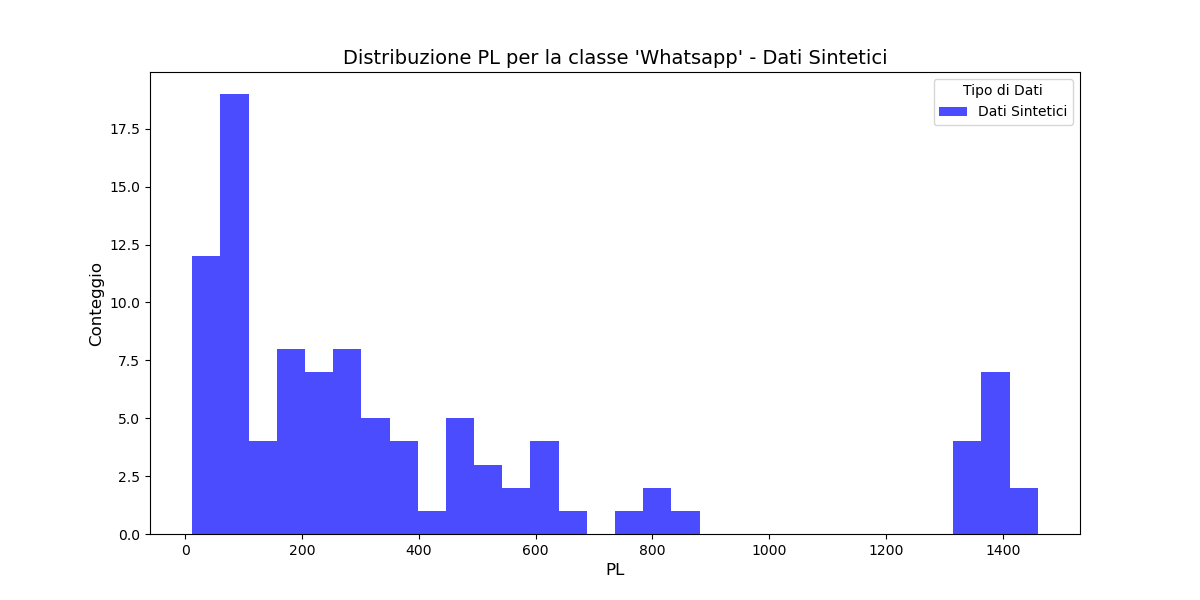 Distribuzione PL per la classe 'Whatsapp' - Dati Sintetici
Tipo di Dati
Dati Sintetici
Conteggio
17.5
15.0
12.5
10.0
7.5
5.0
2.5
0.0
0 200 400 600 800 1000 1200 1400
PL